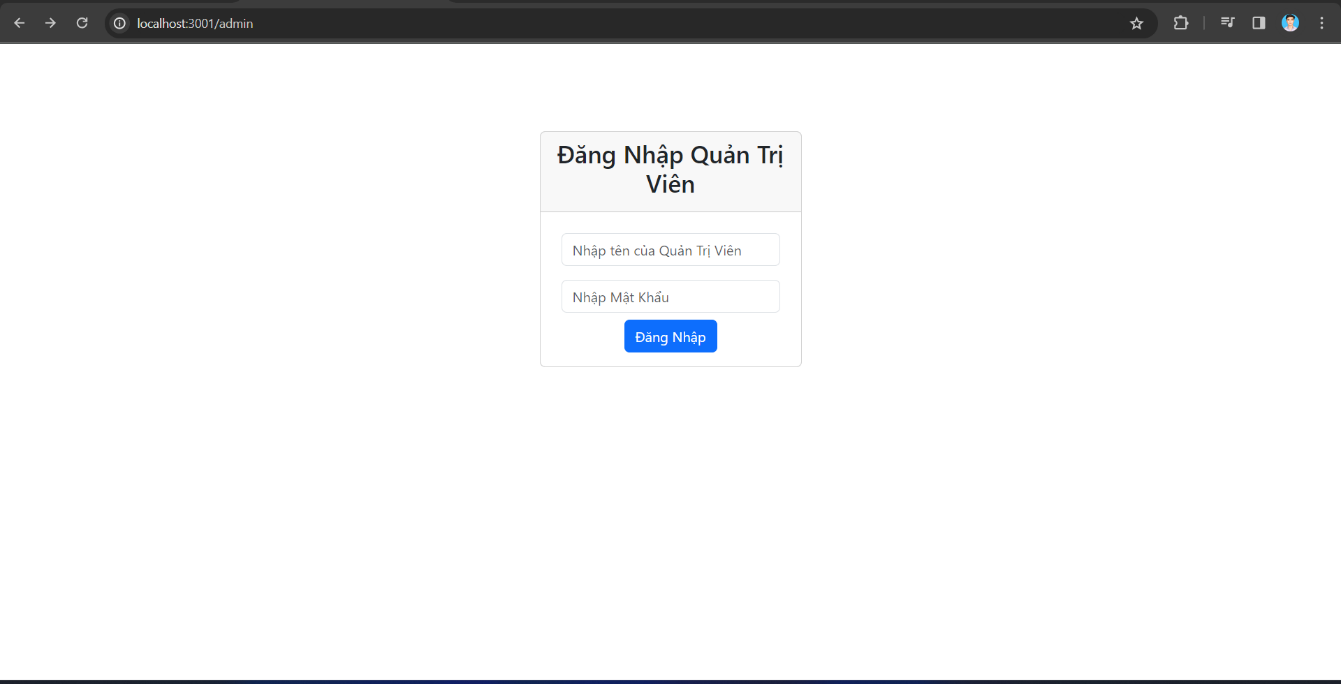 localhost:3001/admin
Đăng Nhập Quản Trị
Viên
Nhập tên của Quản Trị Viên
Nhập Mật Khẩu
Đăng Nhập